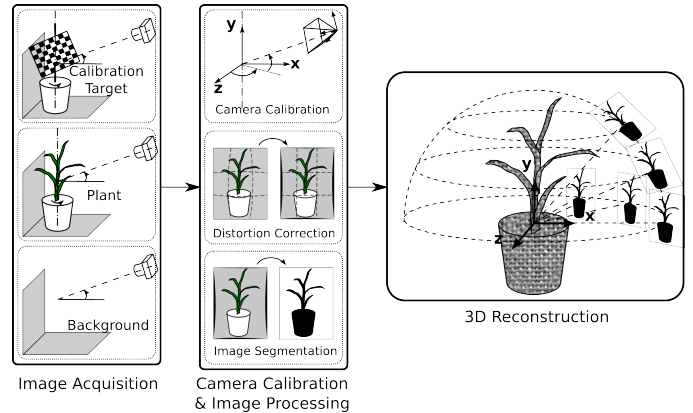 Calibration
Target
Plant
Background
Image Acquisition
y
x
z
Camera Calibration
Distortion Correction
Image Segmentation
Camera Calibration
& Image Processing
y
x
z
3D Reconstruction